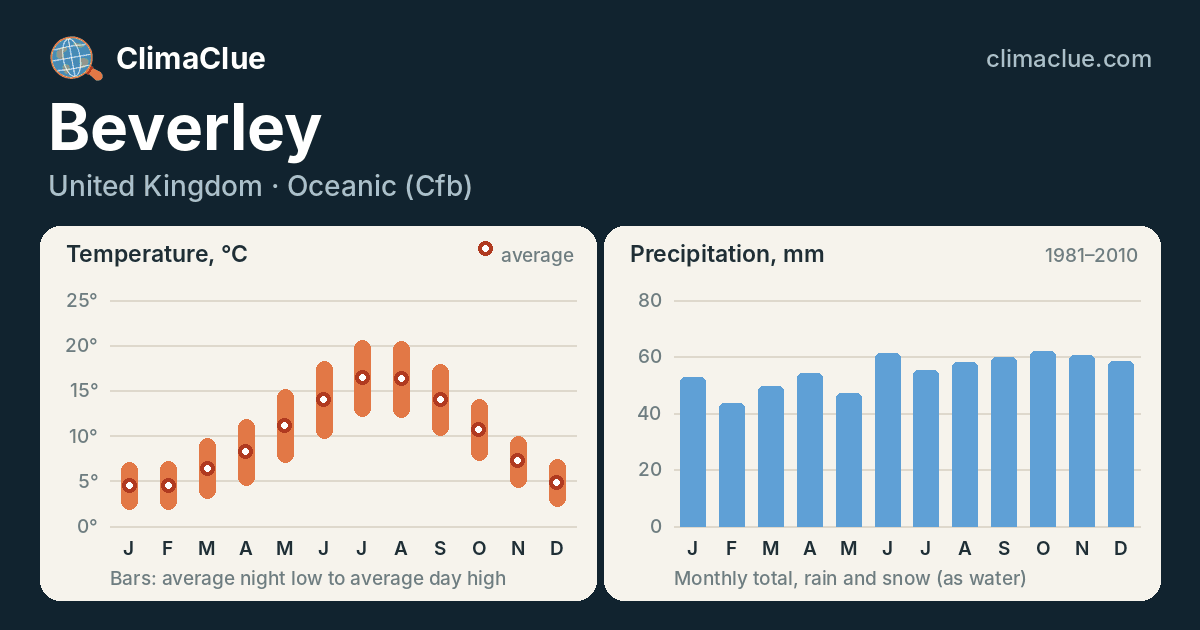 ClimaClue
climaclue.com
Beverley
United Kingdom · Oceanic (Cfb)
Temperature, °C
average
25°
20°
15°
10°
5°
0°
J F M A M J J A S O N D
Bars: average night low to average day high
Precipitation, mm
1981–2010
80
60
40
20
0
J F M A M J J A S O N D
Monthly total, rain and snow (as water)